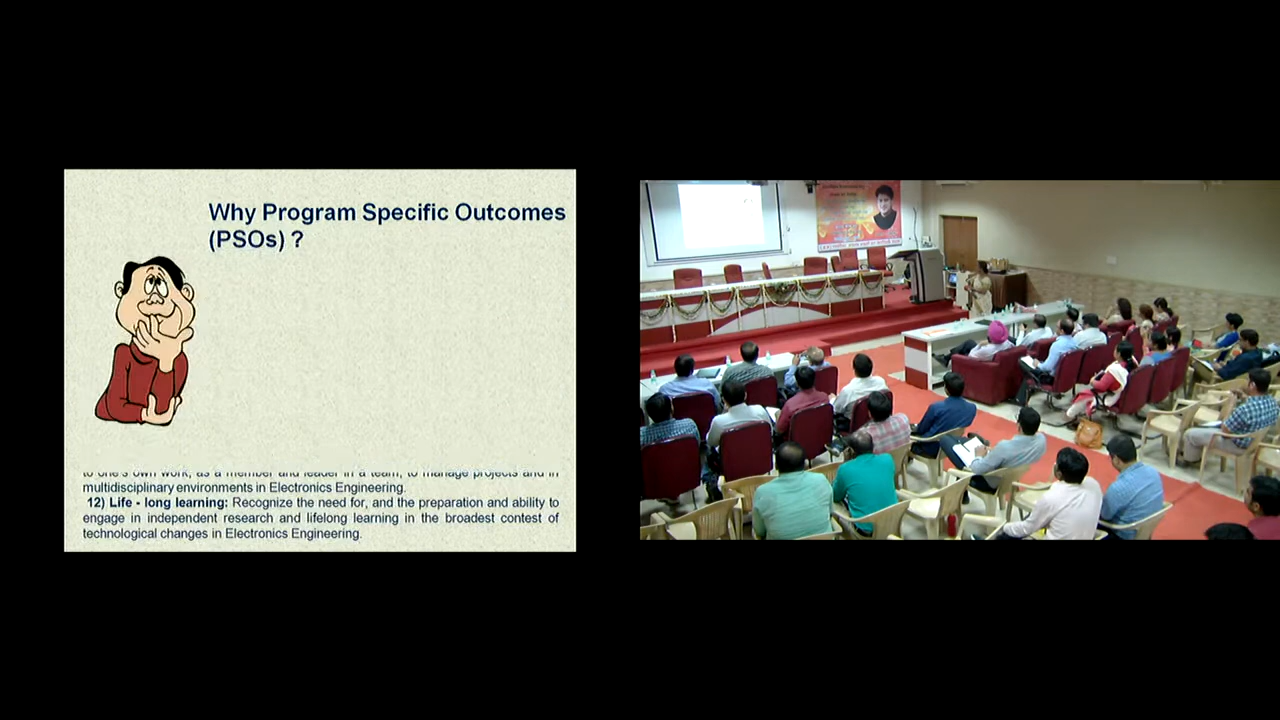 Why Program Specific Outcomes
(PSOs) ?
to one's own work, as a member and leader in a team, to manage projects and in
multidisciplinary environments in Electronics Engineering.
12) Life - long learning: Recognize the need for, and the preparation and ability to
engage in independent research and lifelong learning in the broadest contest of
technological changes in Electronics Engineering.